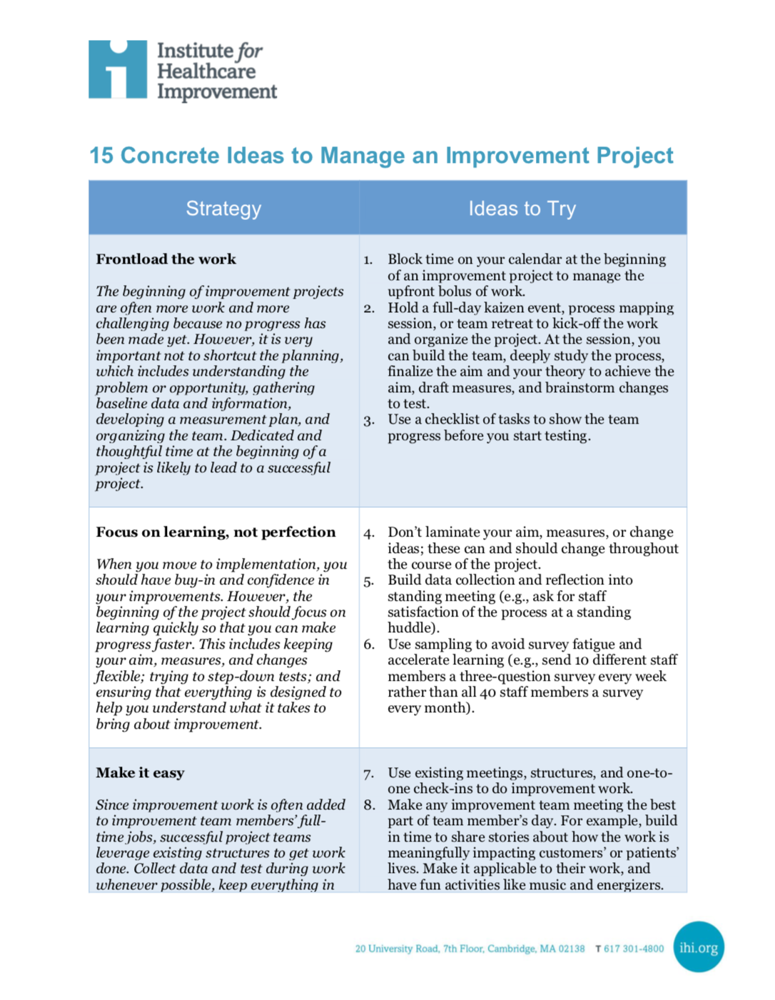 Institute for
Healthcare
Improvement
15 Concrete Ideas to Manage an Improvement Project
Strategy
Ideas to Try
Frontload the work
The beginning of improvement projects
are often more work and more
challenging because no progress has
been made yet. However, it is very
important not to shortcut the planning,
which includes understanding the
problem or opportunity, gathering
baseline data and information,
developing a measurement plan, and
organizing the team. Dedicated and
thoughtful time at the beginning of a
project is likely to lead to a successful
project.
1. Block time on your calendar at the beginning
of an improvement project to manage the
upfront bolus of work.
2. Hold a full-day kaizen event, process mapping
session, or team retreat to kick-off the work
and organize the project. At the session, you
can build the team, deeply study the process,
finalize the aim and your theory to achieve the
aim, draft measures, and brainstorm changes
to test.
3. Use a checklist of tasks to show the team
progress before you start testing.
Focus on learning, not perfection
When you move to implementation, you
should have buy-in and confidence in
your improvements. However, the
beginning of the project should focus on
learning quickly so that you can make
progress faster. This includes keeping
your aim, measures, and changes
flexible; trying to step-down tests; and
ensuring that everything is designed to
help you understand what it takes to
bring about improvement.
4. Don’t laminate your aim, measures, or change
ideas; these can and should change throughout
the course of the project.
5. Build data collection and reflection into
standing meeting (e.g., ask for staff
satisfaction of the process at a standing
huddle).
6. Use sampling to avoid survey fatigue and
accelerate learning (e.g., send 10 different staff
members a three-question survey every week
rather than all 40 staff members a survey
every month).
Make it easy
Since improvement work is often added
to improvement team members’ full-
time jobs, successful project teams
leverage existing structures to get work
done. Collect data and test during work
whenever possible, keep everything in
7. Use existing meetings, structures, and one-to-
one check-ins to do improvement work.
8. Make any improvement team meeting the best
part of team member’s day. For example, build
in time to share stories about how the work is
meaningfully impacting customers’ or patients’
lives. Make it applicable to their work, and
have fun activities like music and energizers.
20 University Road, 7th Floor, Cambridge, MA 02138 T 617 301-4800
ihi.org